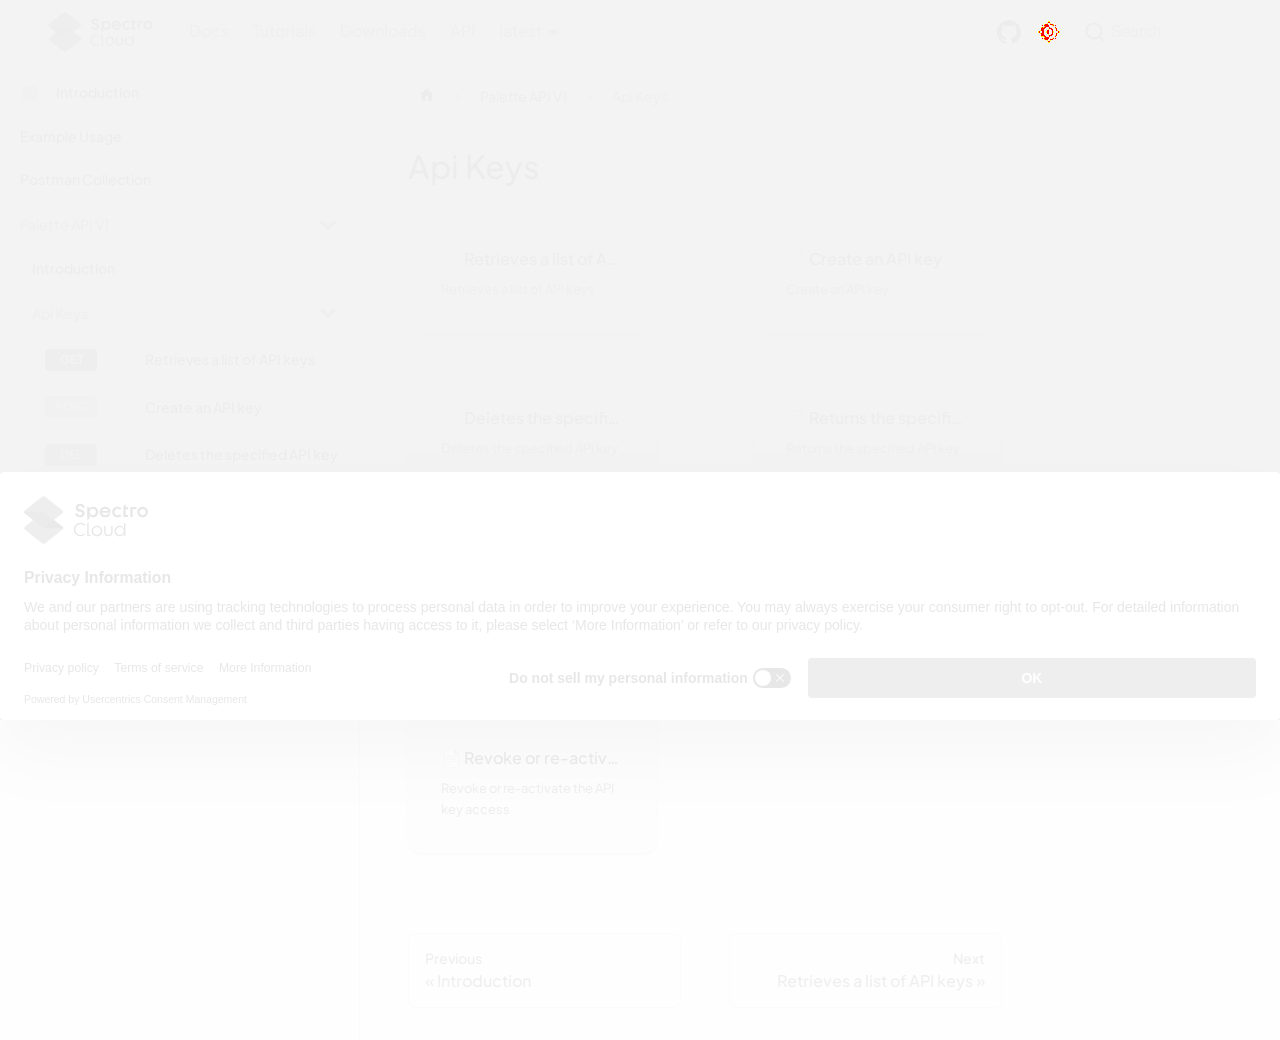 Spectro Cloud
Docs Tutorials Downloads API latest
Search
Introduction
Example Usage
Postman Collection
Palette API V1
Introduction
Api Keys
Retrieves a list of API keys
Create an API key
DEL Deletes the specified API key
Palette API V1 Api Keys
Api Keys
Retrieves a list of A...
Retrieves a list of API keys
Create an API key
Create an API key
Deletes the specifi...
Deletes the specified API key
Returns the specifi...
Returns the specified API key
Spectro Cloud
Privacy Information
We and our partners are using tracking technologies to process personal data in order to improve your experience. You may always exercise your consumer right to opt-out. For detailed information
about personal information we collect and third parties having access to it, please select ‘More Information’ or refer to our privacy policy.
Privacy policy Terms of service More Information
Do not sell my personal information
OK
Powered by Usercentrics Consent Management
Revoke or re-activ...
Revoke or re-activate the API
key access
Previous
« Introduction
Next
Retrieves a list of API keys »